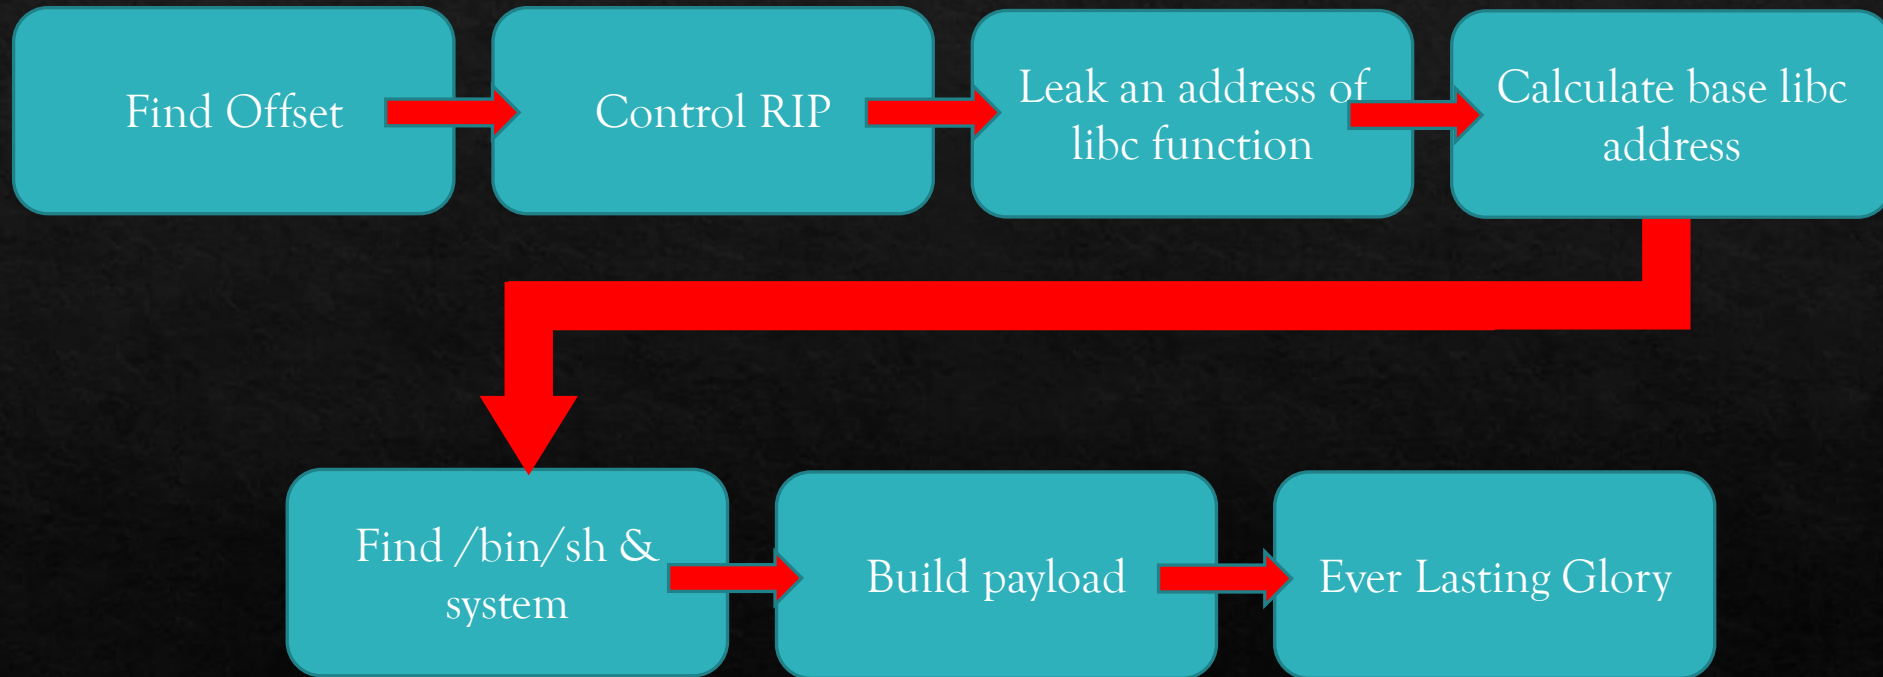 Find Offset
Control RIP
Leak an address of
libc function
Calculate base libc
address
Find /bin/sh &
system
Build payload
Ever Lasting Glory